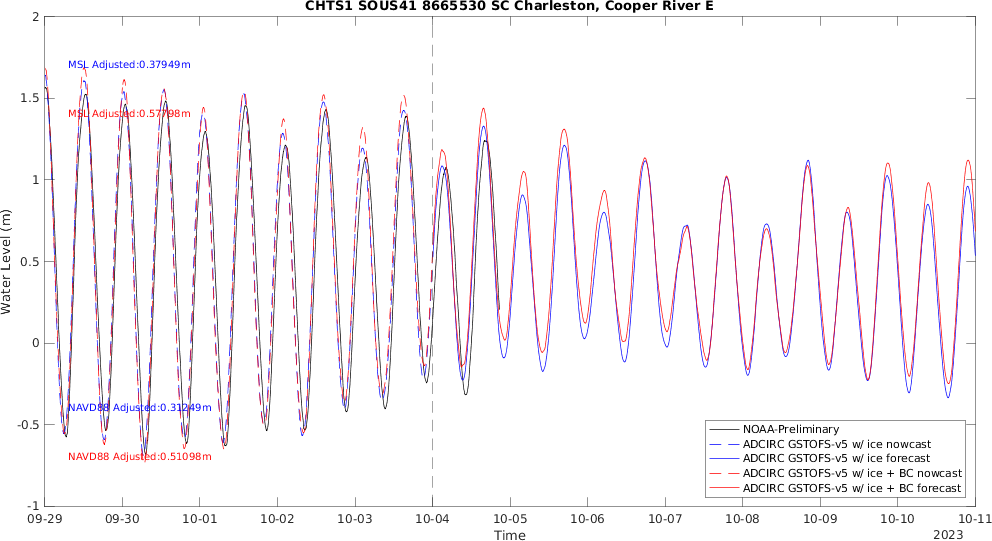 CHTS1 SOUS41 8665530 SC Charleston, Cooper River E
2
1.5
1
0.5
0
-0.5
-1
Water Level (m)
MSL Adjusted:0.37949m
MSL Adjusted:0.57798m
NAVD88 Adjusted:0.31249m
NAVD88 Adjusted:0.51098m
NOAA-Preliminary
ADCIRC GSTOFS-v5 w/ ice nowcast
ADCIRC GSTOFS-v5 w/ ice forecast
ADCIRC GSTOFS-v5 w/ ice + BC nowcast
ADCIRC GSTOFS-v5 w/ ice + BC forecast
09-29 09-30 10-01 10-02 10-03 10-04 10-05 10-06 10-07 10-08 10-09 10-10 10-11
Time
2023